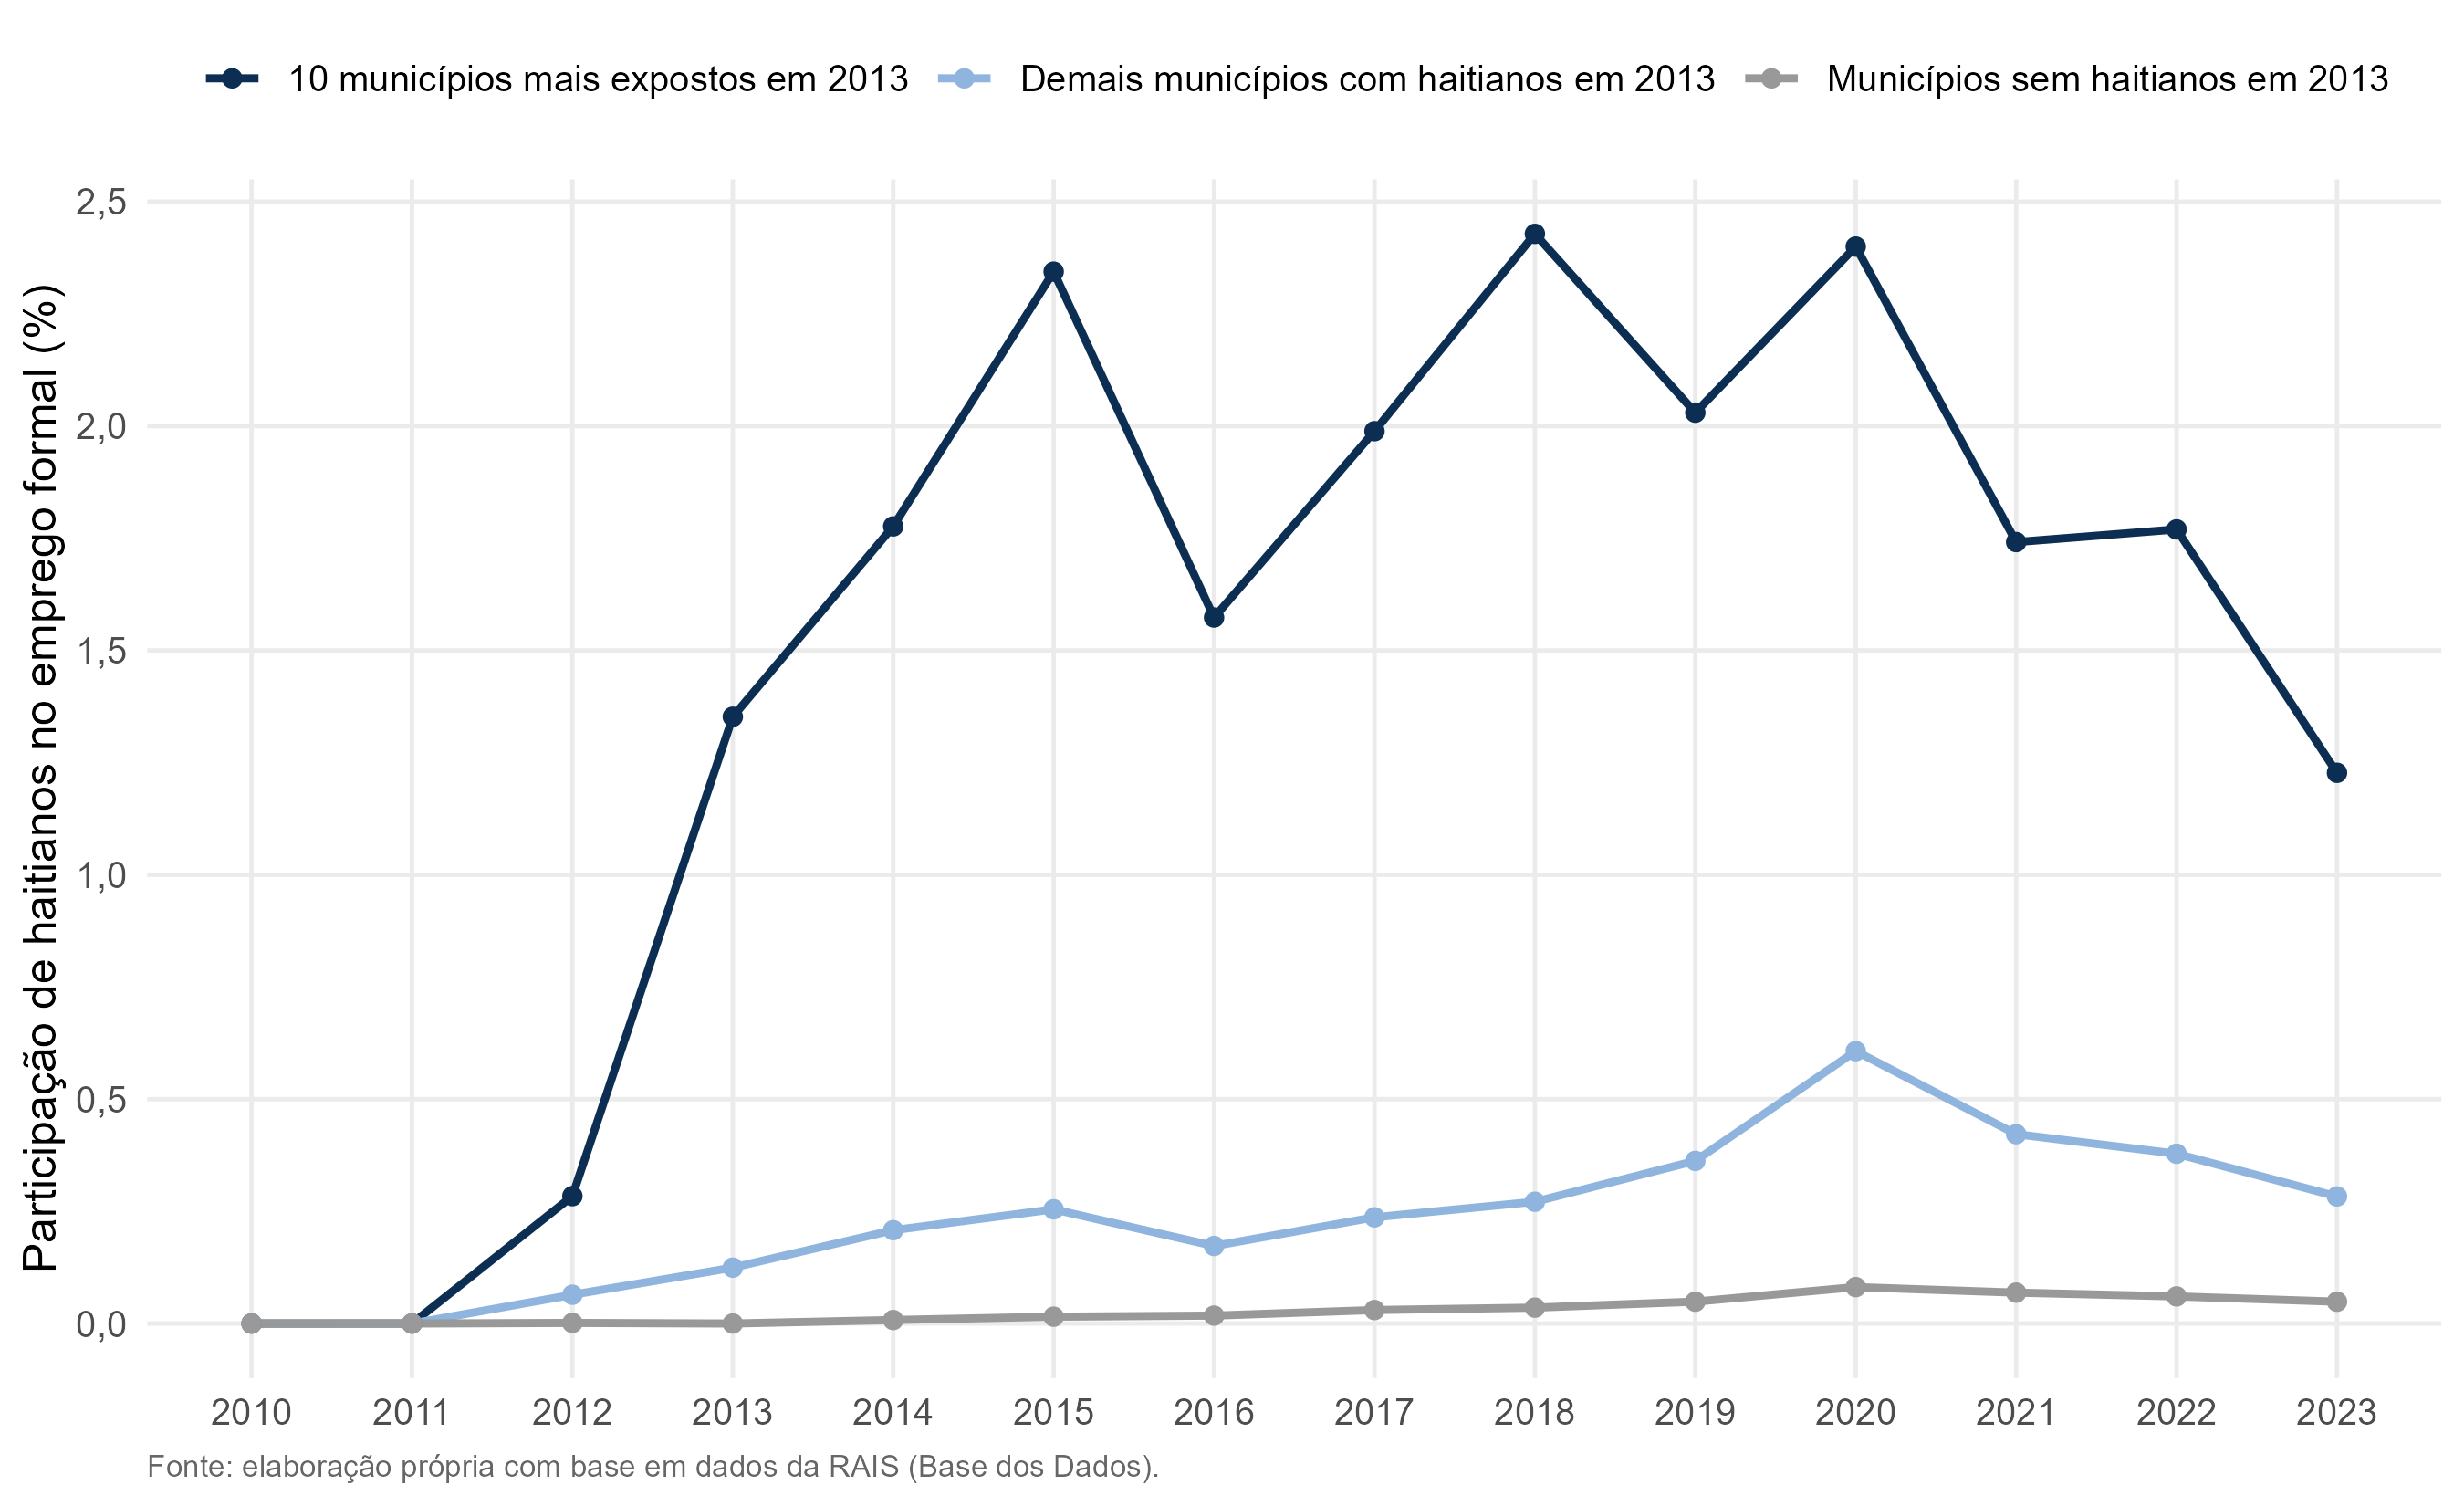 10 municípios mais expostos em 2013 Demais municípios com haitianos em 2013 Municípios sem haitianos em 2013
Participação de haitianos no emprego formal (%)
2,5
2,0
1,5
1,0
0,5
0,0
2010 2011 2012 2013 2014 2015 2016 2017 2018 2019 2020 2021 2022 2023
Fonte: elaboração própria com base em dados da RAIS (Base dos Dados).